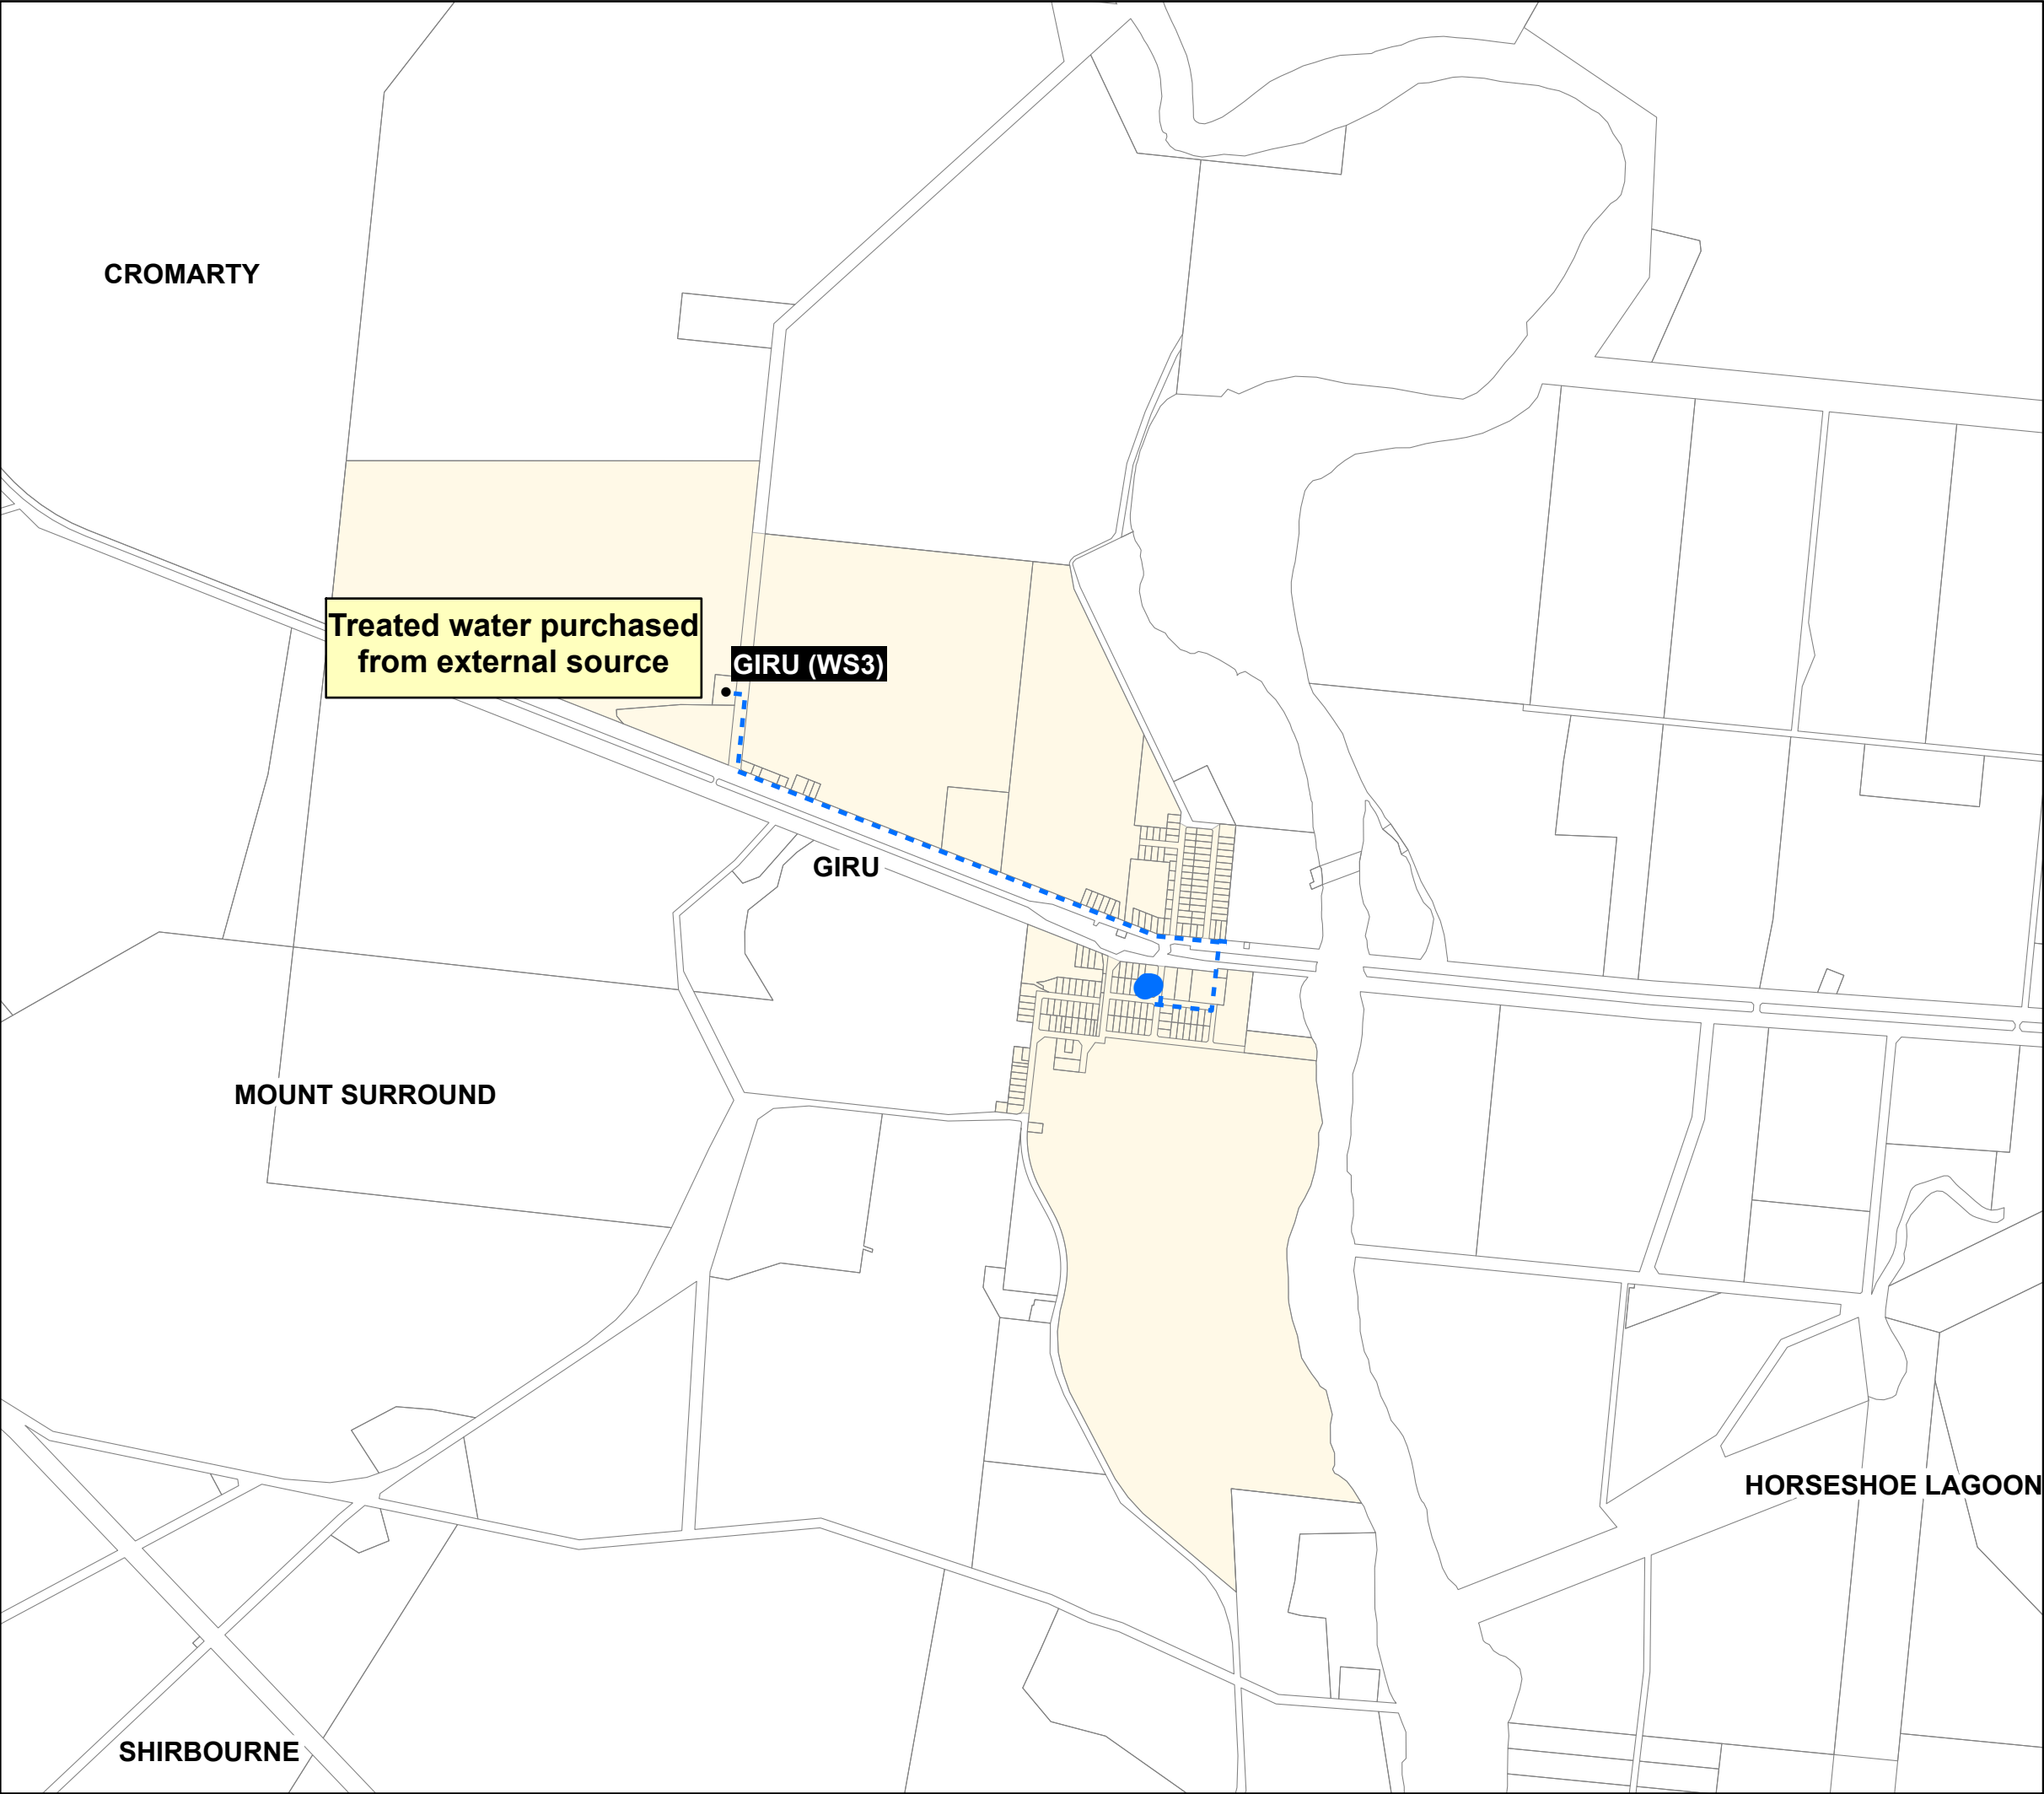 CROMARTY
Treated water purchased
from external source
GIRU (WS3)
GIRU
MOUNT SURROUND
HORSESHOE LAGOON
SHIRBOURNE